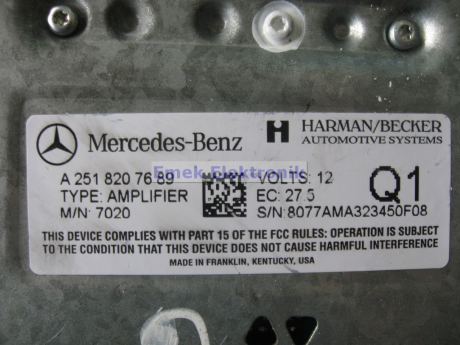 Mercedes-Benz
HARMAN/BECKER
AUTOMOTIVE SYSTEMS
A 251 820 76 89
TYPE: AMPLIFIER
M/N: 7020
VOLTS: 12
EC: 27.5
Q1
S/N: 8077AMA323450F08
Emek Elektronik
THIS DEVICE COMPLIES WITH PART 15 OF THE FCC RULES: OPERATION IS SUBJECT
TO THE CONDITION THAT THIS DEVICE DOES NOT CAUSE HARMFUL INTERFERENCE
MADE IN FRANKLIN, KENTUCKY, USA